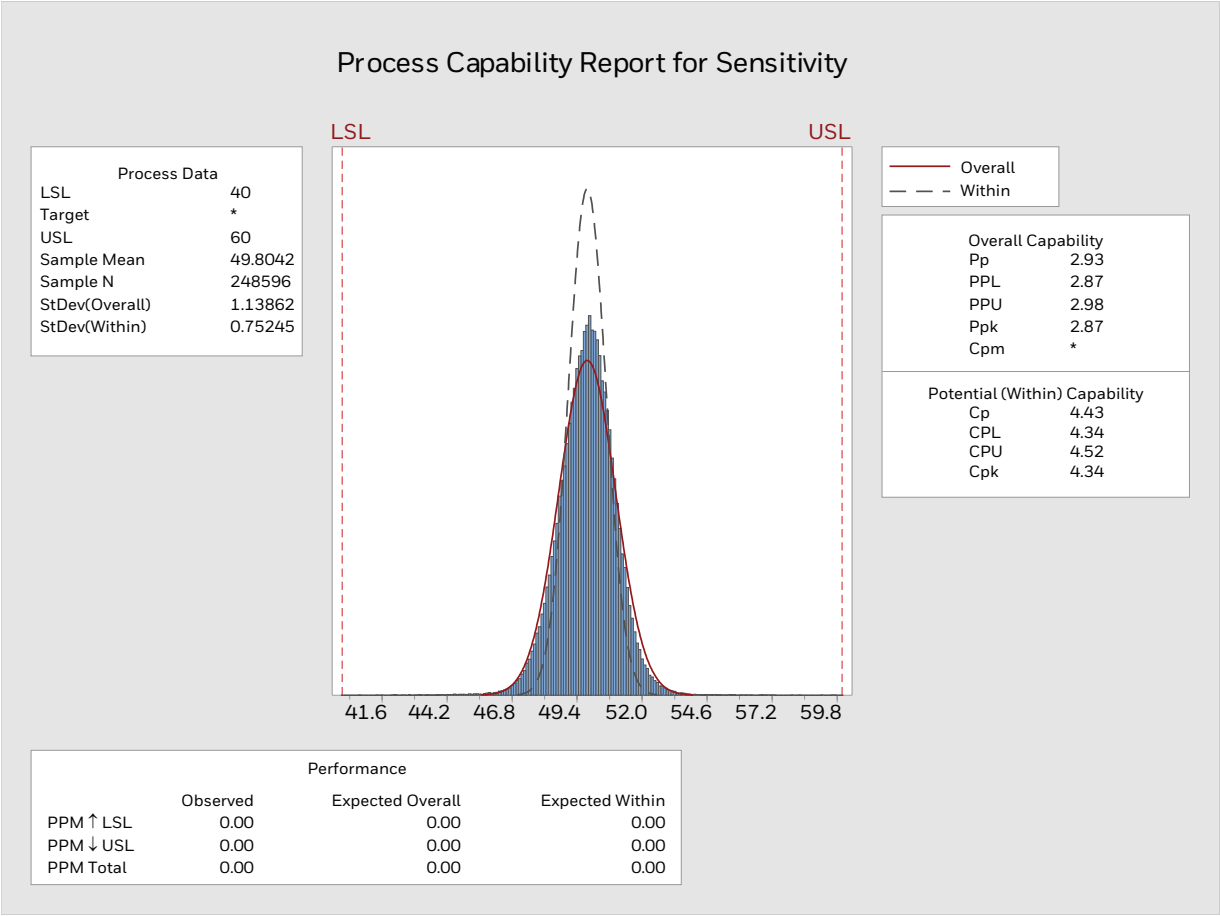 Process Capability Report for Sensitivity
LSL USL
Process Data
LSL 40
Target *
USL 60
Sample Mean 49.8042
Sample N 248596
StDev(Overall) 1.13862
StDev(Within) 0.75245
Overall
Within
Overall Capability
Pp 2.93
PPL 2.87
PPU 2.98
Ppk 2.87
Cpm *
Potential (Within) Capability
Cp 4.43
CPL 4.34
CPU 4.52
Cpk 4.34
41.6 44.2 46.8 49.4 52.0 54.6 57.2 59.8
Performance
Observed Expected Overall Expected Within
PPM ↑ LSL 0.00 0.00 0.00
PPM ↓ USL 0.00 0.00 0.00
PPM Total 0.00 0.00 0.00